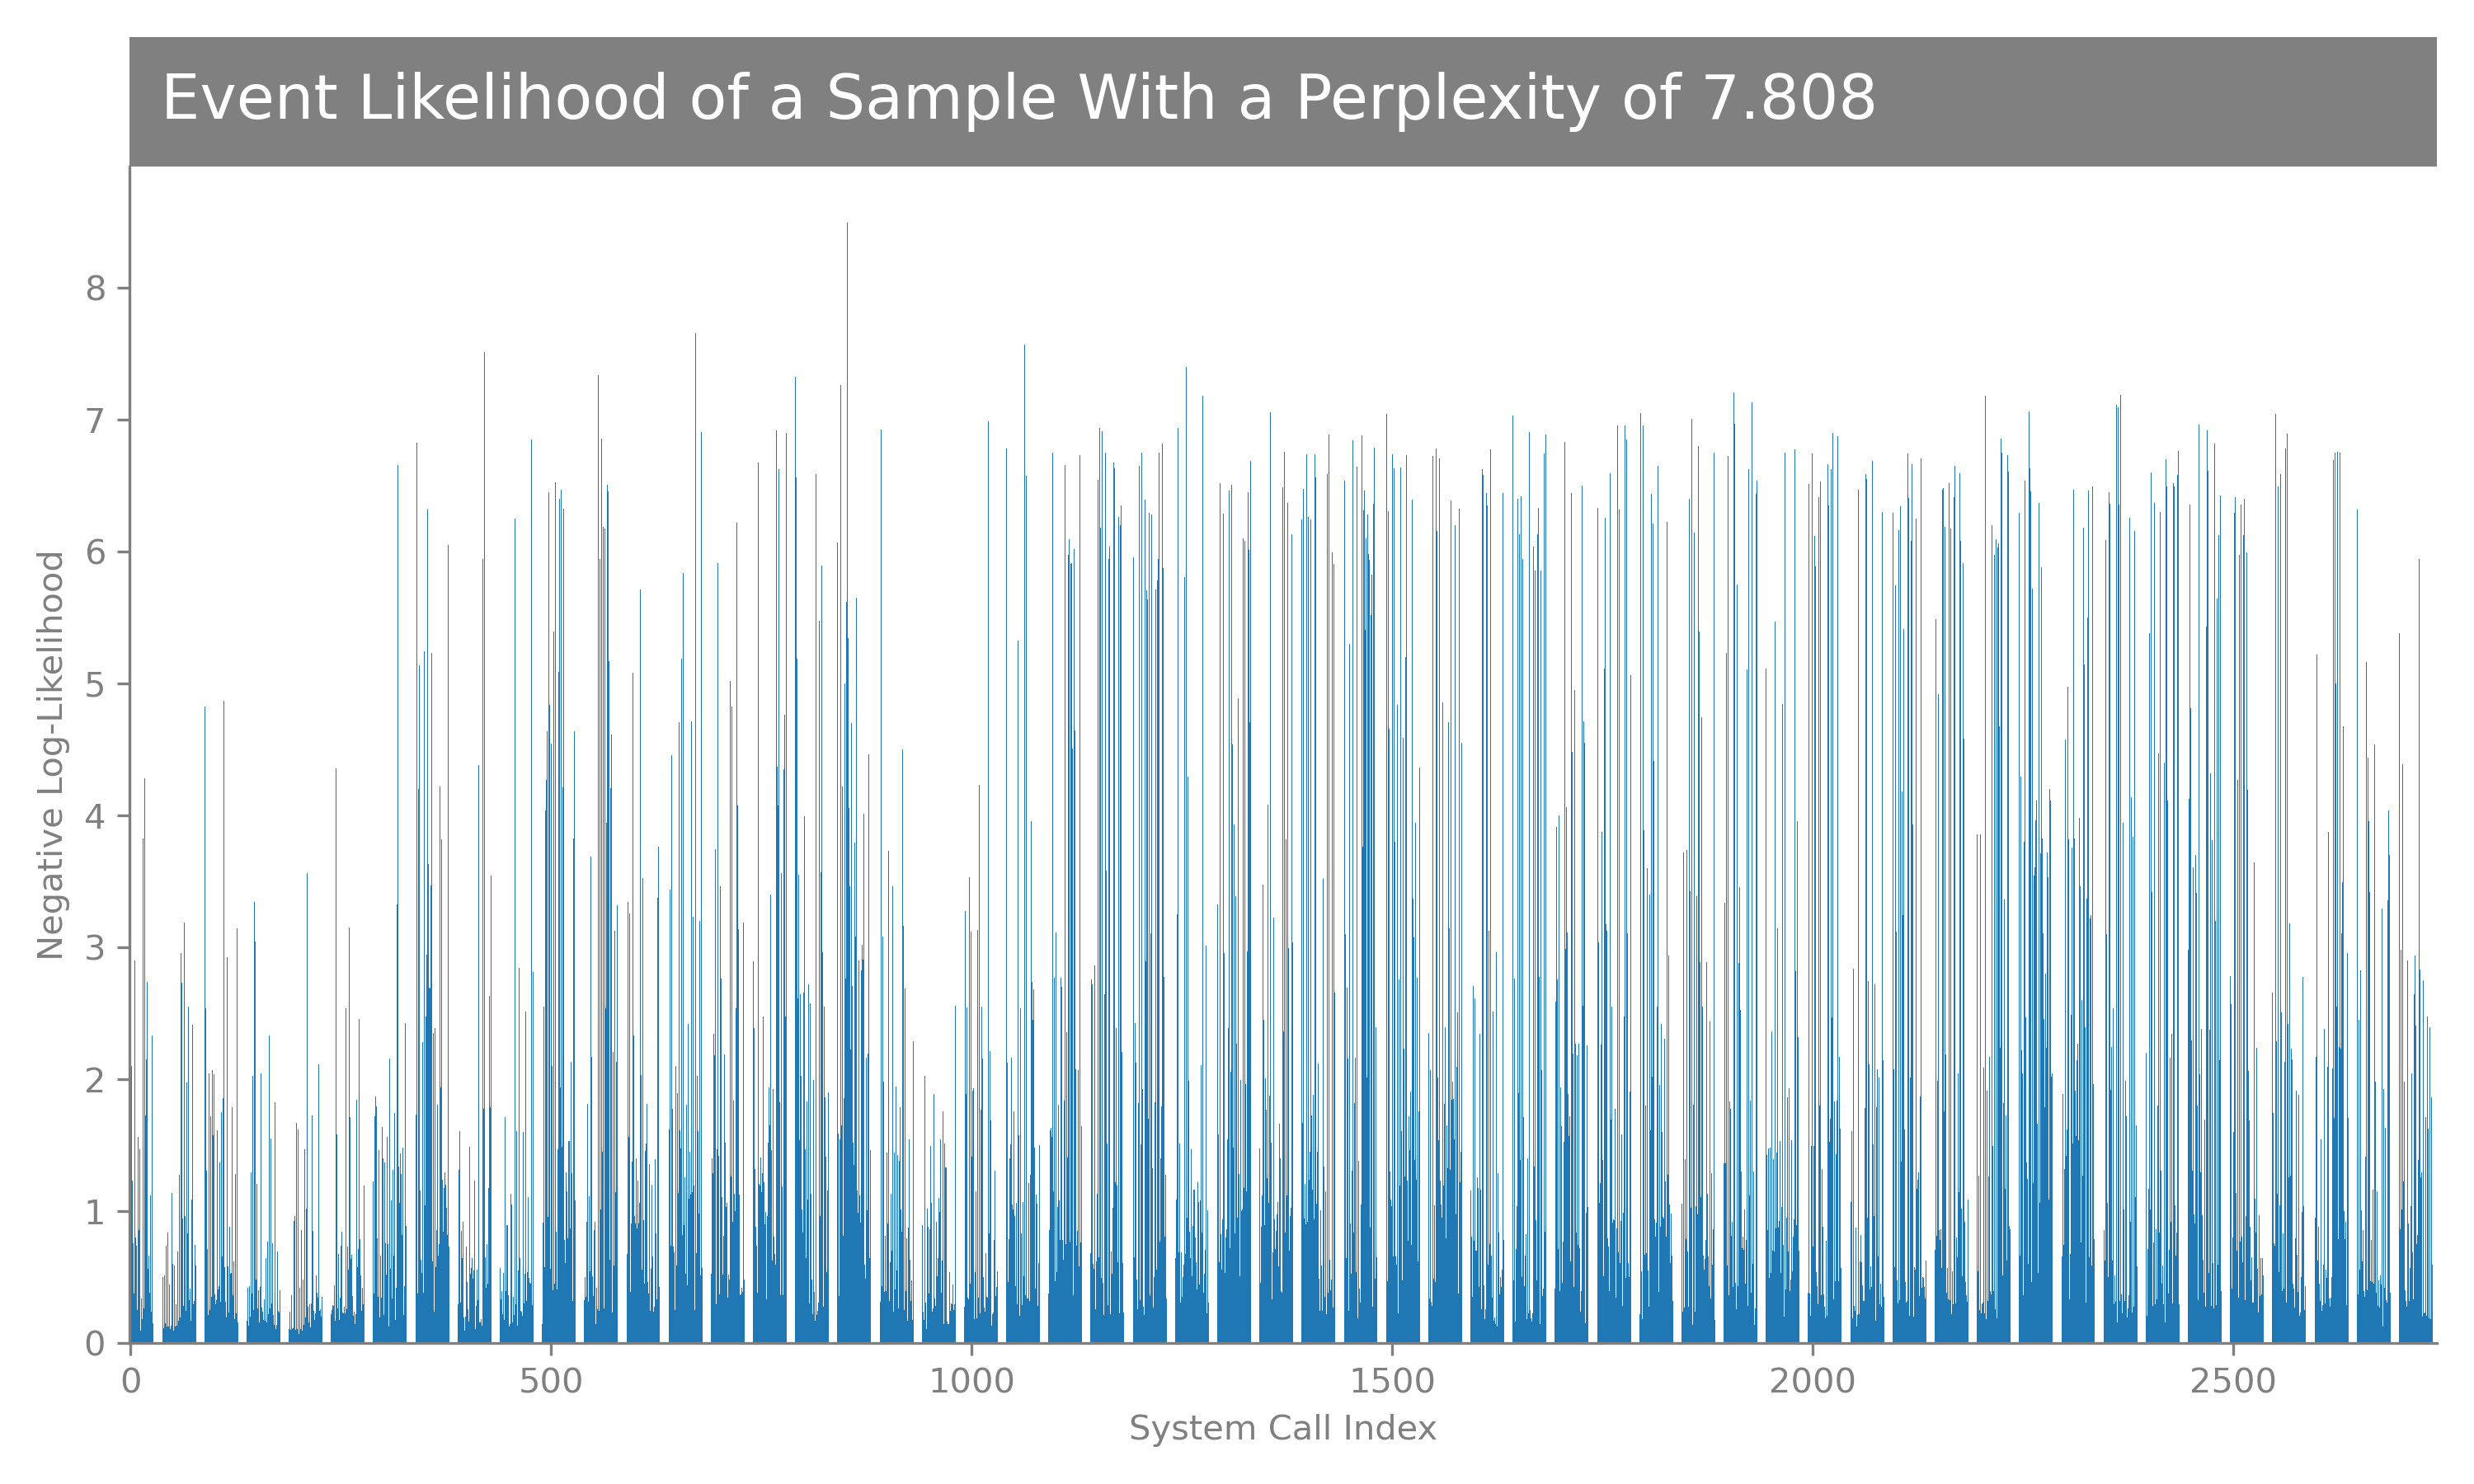 Event Likelihood of a Sample With a Perplexity of 7.808
8
7
6
5
4
3
2
1
0
Negative Log-Likelihood
0 500 1000 1500 2000 2500
System Call Index